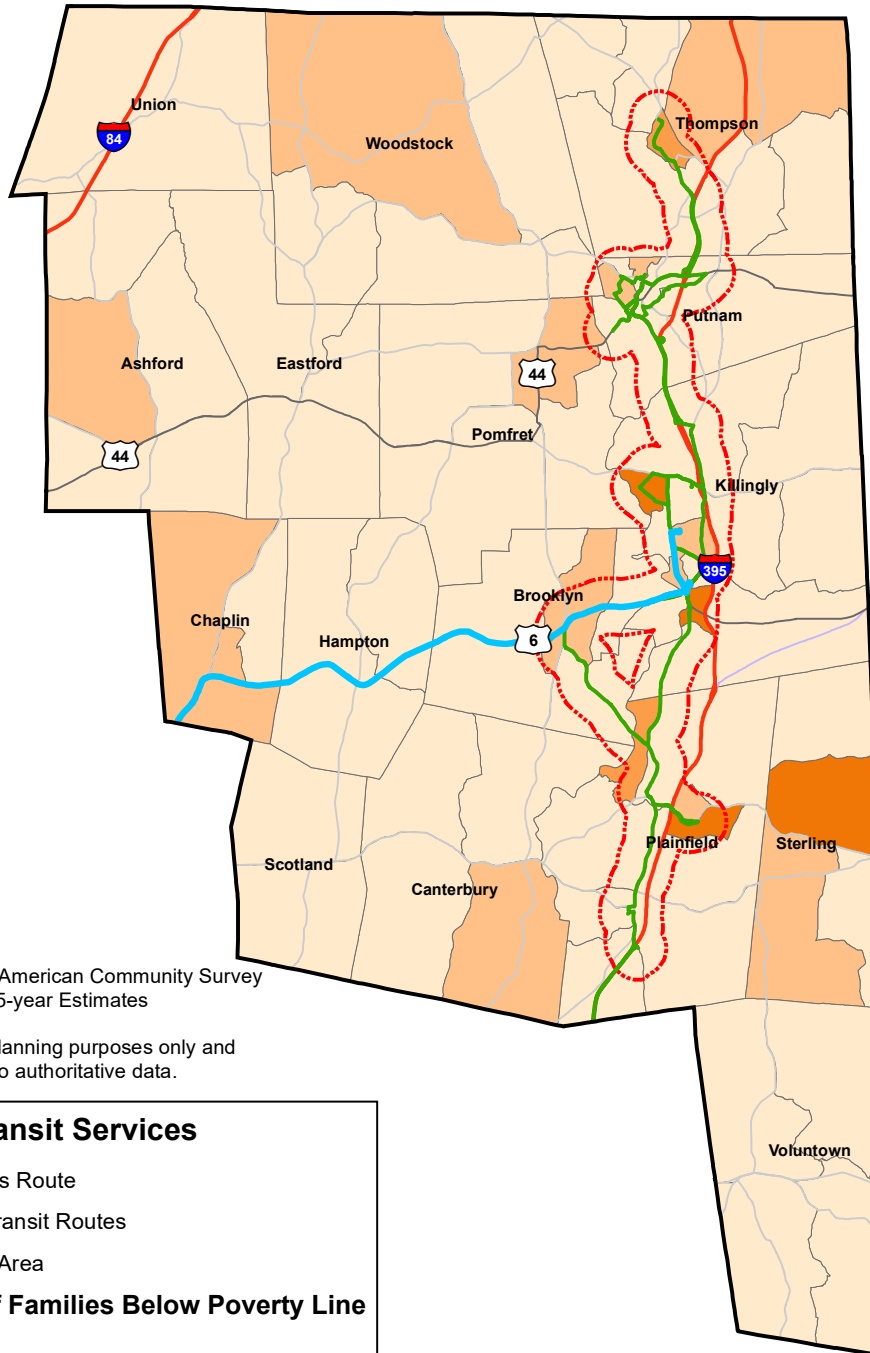 Union
84
Thompson
Woodstock
Putnam
Ashford
Eastford
44
Pomfret
44
Killingly
395
Brooklyn
Chaplin
Hampton
6
Plainfield
Sterling
Scotland
Canterbury
American Community Survey
5-year Estimates
lanning purposes only and
o authoritative data.
ansit Services
s Route
ransit Routes
Area
f Families Below Poverty Line
Voluntown